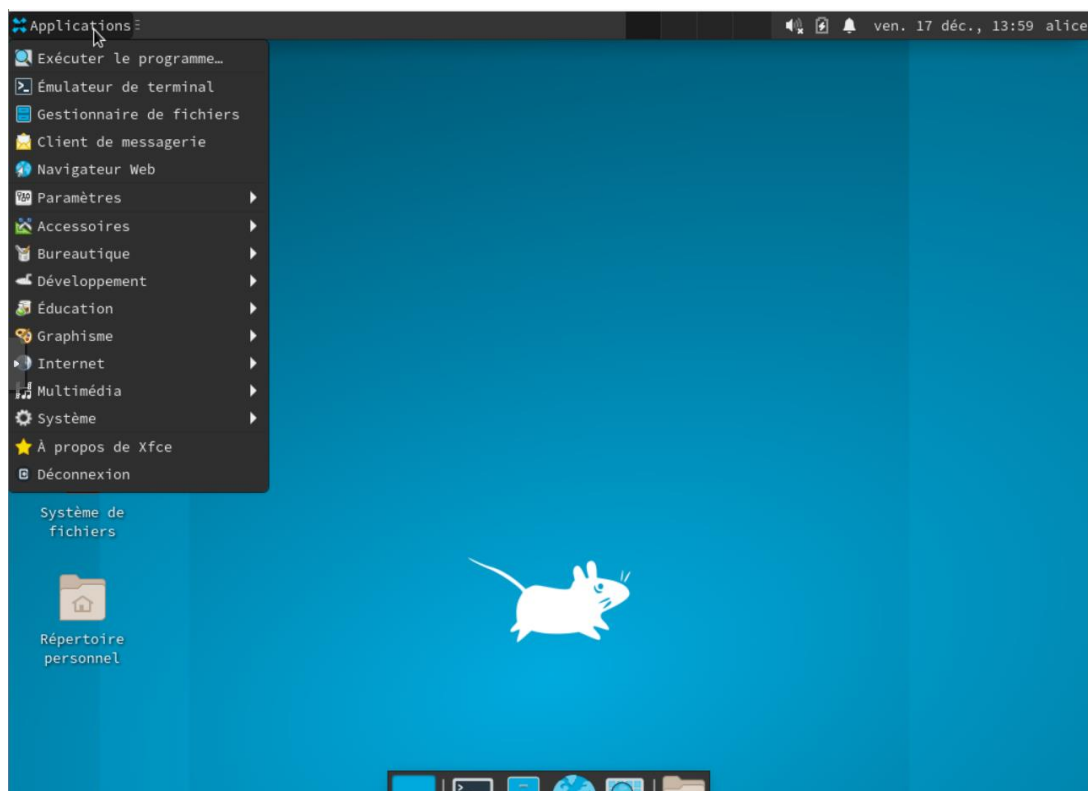 Applications
ven. 17 déc., 13:59 alice
Exécuter le programme…
Émulateur de terminal
Gestionnaire de fichiers
Client de messagerie
Navigateur Web
Paramètres
Accessoires
Bureautique
Développement
Éducation
Graphisme
Internet
Multimédia
Système
À propos de Xfce
Déconnexion
Système de
fichiers
Répertoire
personnel